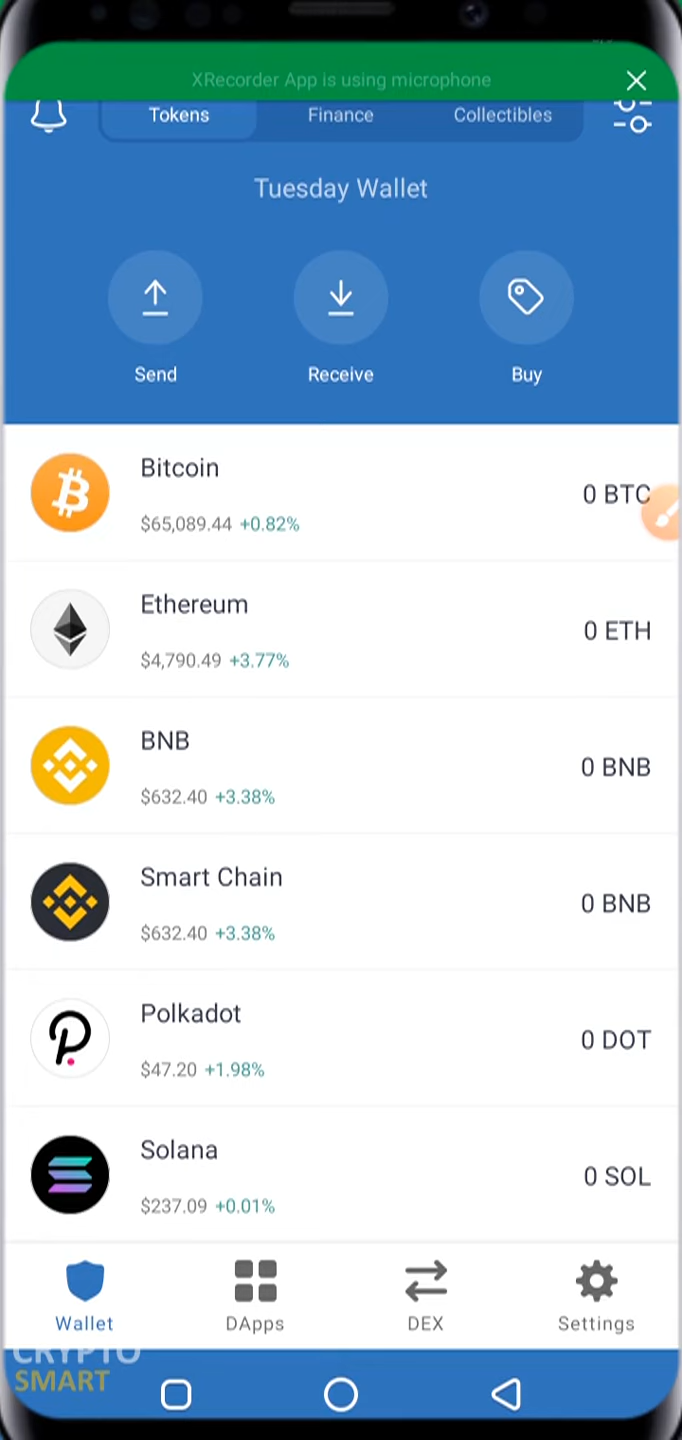 XRecorder App is using microphone
Tokens Finance Collectibles
Tuesday Wallet
Send Receive Buy
Bitcoin
0 BTC
$65,089.44 +0.82%
Ethereum
0 ETH
$4,790.49 +3.77%
BNB
0 BNB
$632.40 +3.38%
Smart Chain
0 BNB
$632.40 +3.38%
Polkadot
0 DOT
$47.20 +1.98%
Solana
0 SOL
$237.09 +0.01%
Wallet DApps DEX Settings
CRYPTO
SMART